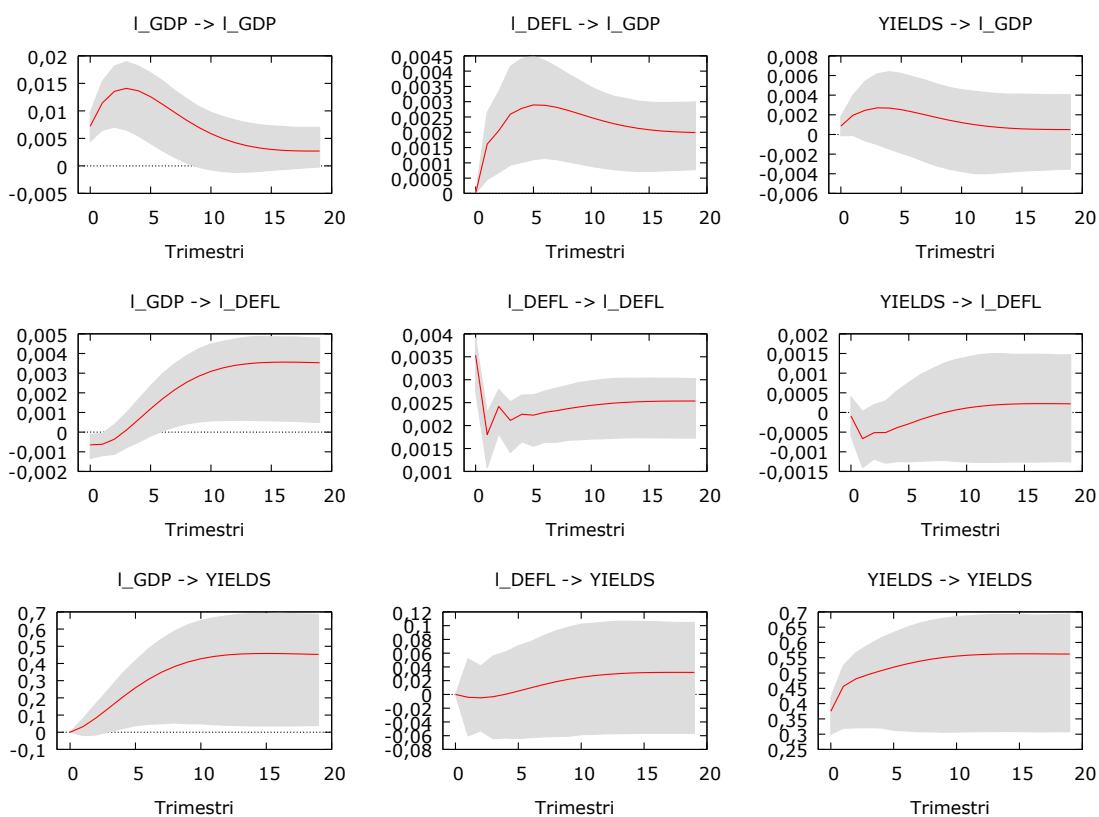 l_GDP -> l_GDP
0,02
0,015
0,01
0,005
0
-0,005
0 5 10 15 20
Trimestri
l_DEFL -> l_GDP
0,0045
0,004
0,0035
0,003
0,0025
0,002
0,0015
0,001
0,0005
0
0 5 10 15 20
Trimestri
YIELDS -> l_GDP
0,008
0,006
0,004
0,002
0
-0,002
-0,004
-0,006
0 5 10 15 20
Trimestri
l_GDP -> l_DEFL
0,005
0,004
0,003
0,002
0,001
0
-0,001
-0,002
0 5 10 15 20
Trimestri
l_DEFL -> l_DEFL
0,004
0,0035
0,003
0,0025
0,002
0,0015
0,001
0 5 10 15 20
Trimestri
YIELDS -> l_DEFL
0,002
0,0015
0,001
0,0005
0
-0,0005
-0,001
-0,0015
0 5 10 15 20
Trimestri
l_GDP -> YIELDS
0,7
0,6
0,5
0,4
0,3
0,2
0,1
0
-0,1
0 5 10 15 20
Trimestri
l_DEFL -> YIELDS
0,12
0,1
0,08
0,06
0,04
0,02
0
-0,02
-0,04
-0,06
-0,08
0 5 10 15 20
Trimestri
YIELDS -> YIELDS
0,7
0,65
0,6
0,55
0,5
0,45
0,4
0,35
0,3
0,25
0 5 10 15 20
Trimestri